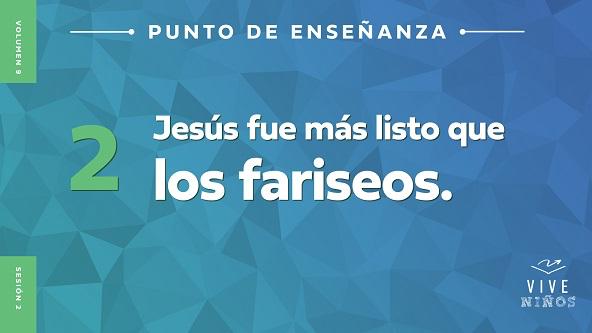 VOLUMEN 9
PUNTO DE ENSEÑANZA
2
Jesús fue más listo que
los fariseos.
SESIÓN 2
VIVE
NIÑOS